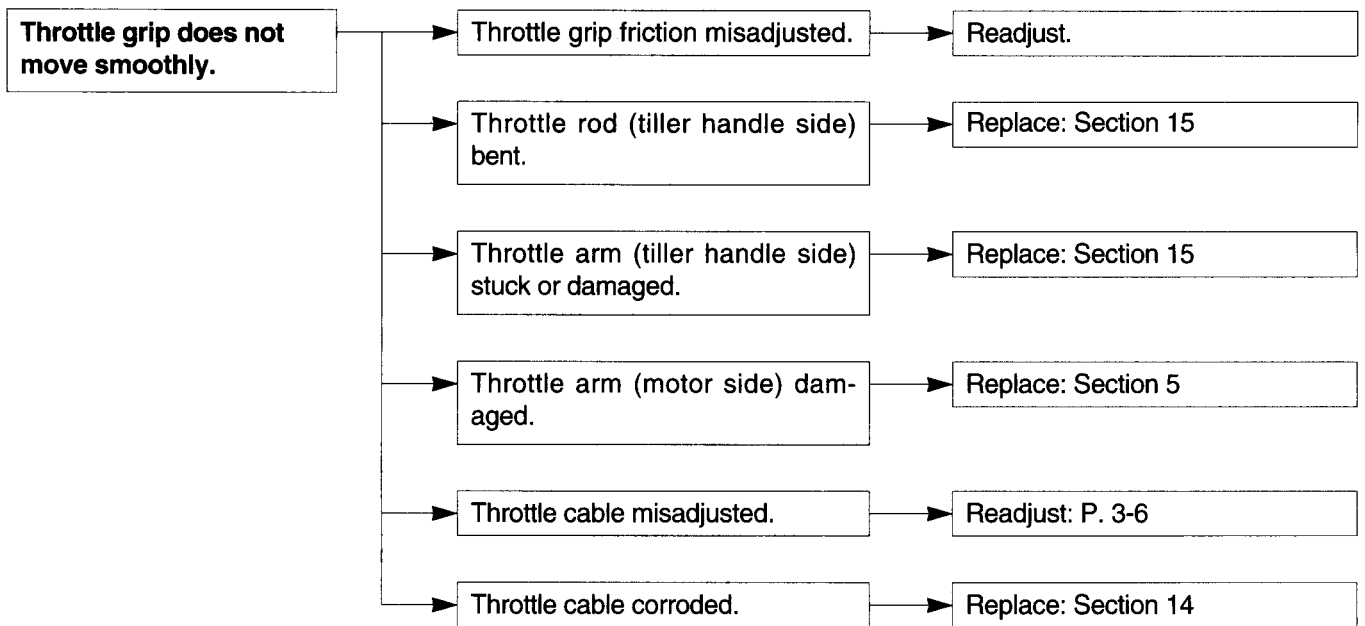 Throttle grip does not
move smoothly.
Throttle grip friction misadjusted.
Readjust.
Throttle rod (tiller handle side)
bent.
Replace: Section 15
Throttle arm (tiller handle side)
stuck or damaged.
Replace: Section 15
Throttle arm (motor side) dam-
aged.
Replace: Section 5
Throttle cable misadjusted.
Readjust: P. 3-6
Throttle cable corroded.
Replace: Section 14